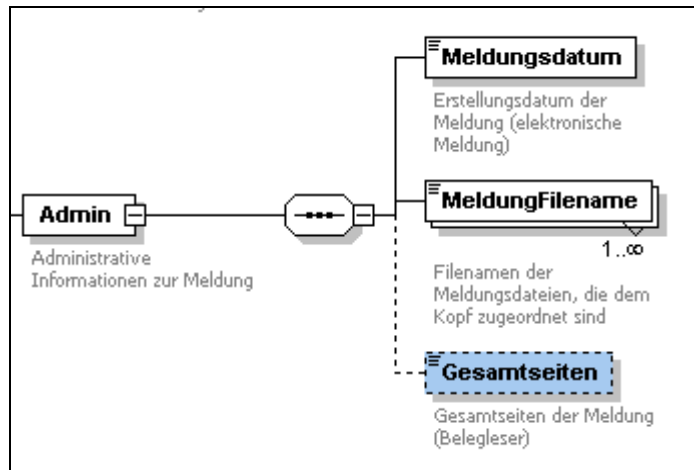 Meldungsdatum
Erstellungsdatum der
Meldung (elektronische
Meldung)
Admin
Administrative
Informationen zur Meldung
MeldungFilename
1..∞
Filenamen der
Meldungsdateien, die dem
Kopf zugeordnet sind
Gesamtseiten
Gesamtseiten der Meldung
(Belegleser)